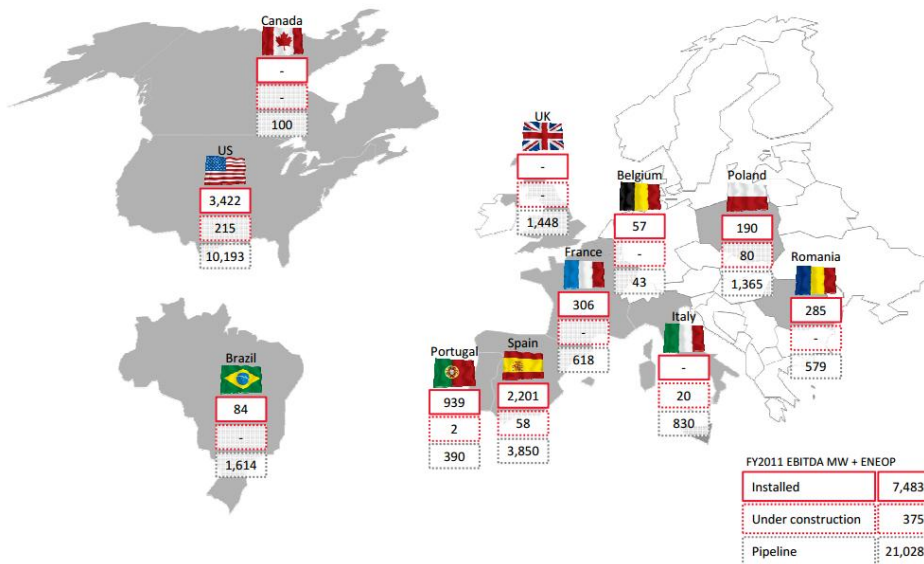 Canada
-
-
100
US
3,422
215
10,193
Brazil
84
-
1,614
UK
-
-
1,448
Belgium
57
-
43
Poland
190
80
1,365
France
306
-
618
Romania
285
-
579
Italy
-
20
830
Portugal
939
2
390
Spain
2,201
58
3,850
FY2011 EBITDA MW + ENEOP
Installed 7,483
Under construction 375
Pipeline 21,028